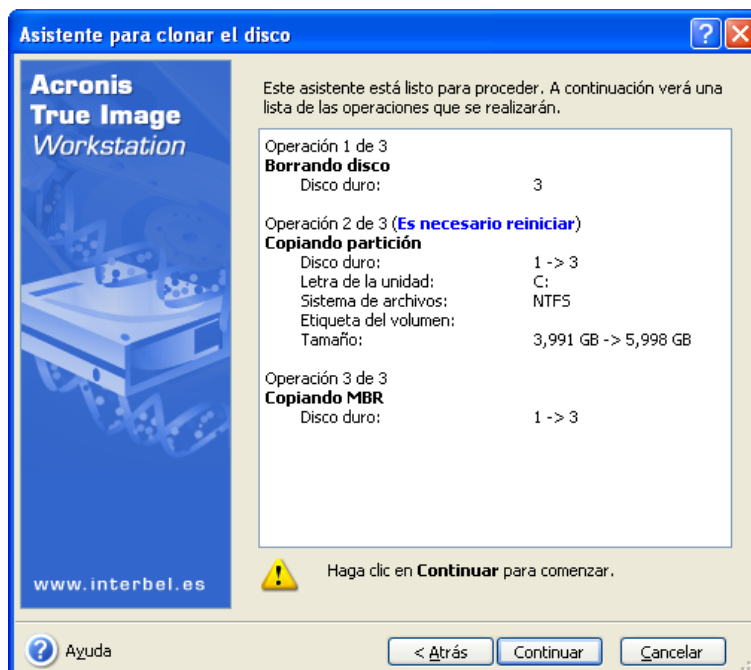 Asistente para clonar el disco
Acronis
True Image
Workstation
Este asistente está listo para proceder. A continuación verá una
lista de las operaciones que se realizarán.
Operación 1 de 3
Borrando disco
Disco duro: 3
Operación 2 de 3 (Es necesario reiniciar)
Copiando partición
Disco duro: 1 -> 3
Letra de la unidad: C:
Sistema de archivos: NTFS
Etiqueta del volumen:
Tamaño: 3,991 GB -> 5,998 GB
Operación 3 de 3
Copiando MBR
Disco duro: 1 -> 3
www.interbel.es
Haga clic en Continuar para comenzar.
Ayuda
< Atrás
Continuar
Cancelar